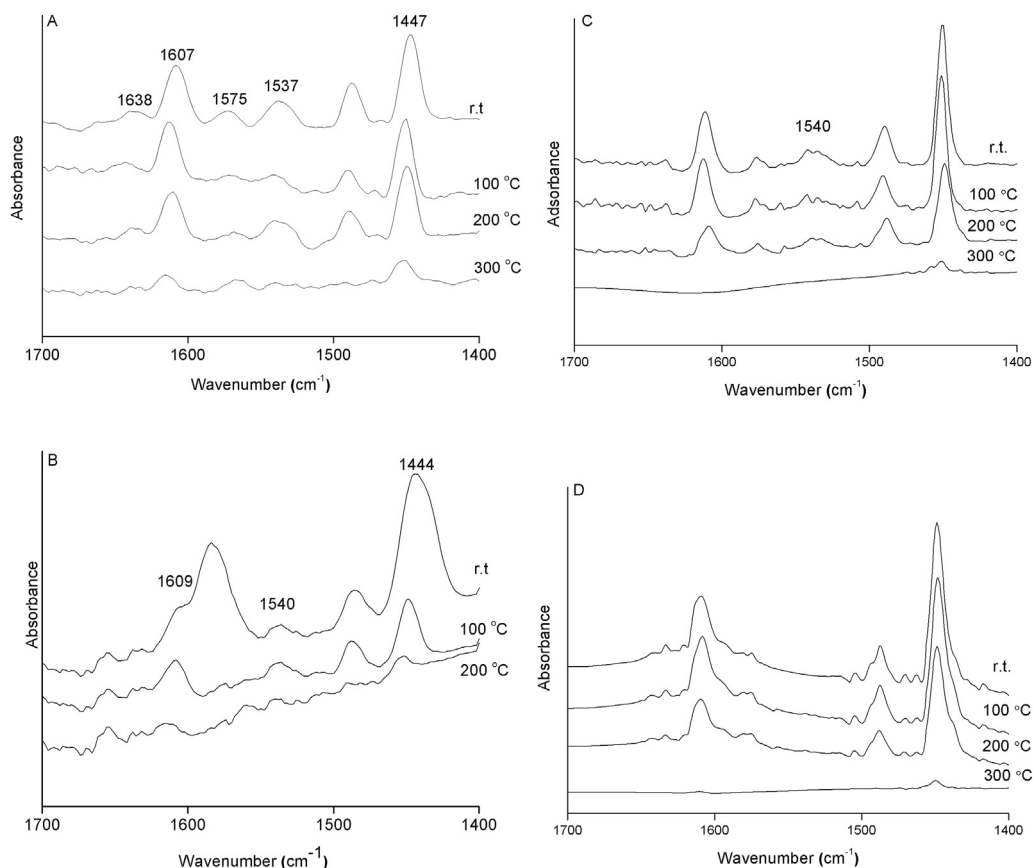 A
1447
1607
1638
1575
1537
r.t
100 °C
200 °C
300 °C
Absorbance
1700
1600
1500
1400
Wavenumber (cm-1)
C
1540
r.t.
100 °C
200 °C
300 °C
Adsorbance
1700
1600
1500
1400
Wavenumber (cm-1)
B
1444
1609
1540
r.t
100 °C
200 °C
Absorbance
1700
1600
1500
1400
Wavenumber (cm-1)
D
r.t.
100 °C
200 °C
300 °C
Absorbance
1700
1600
1500
1400
Wavenumber (cm-1)